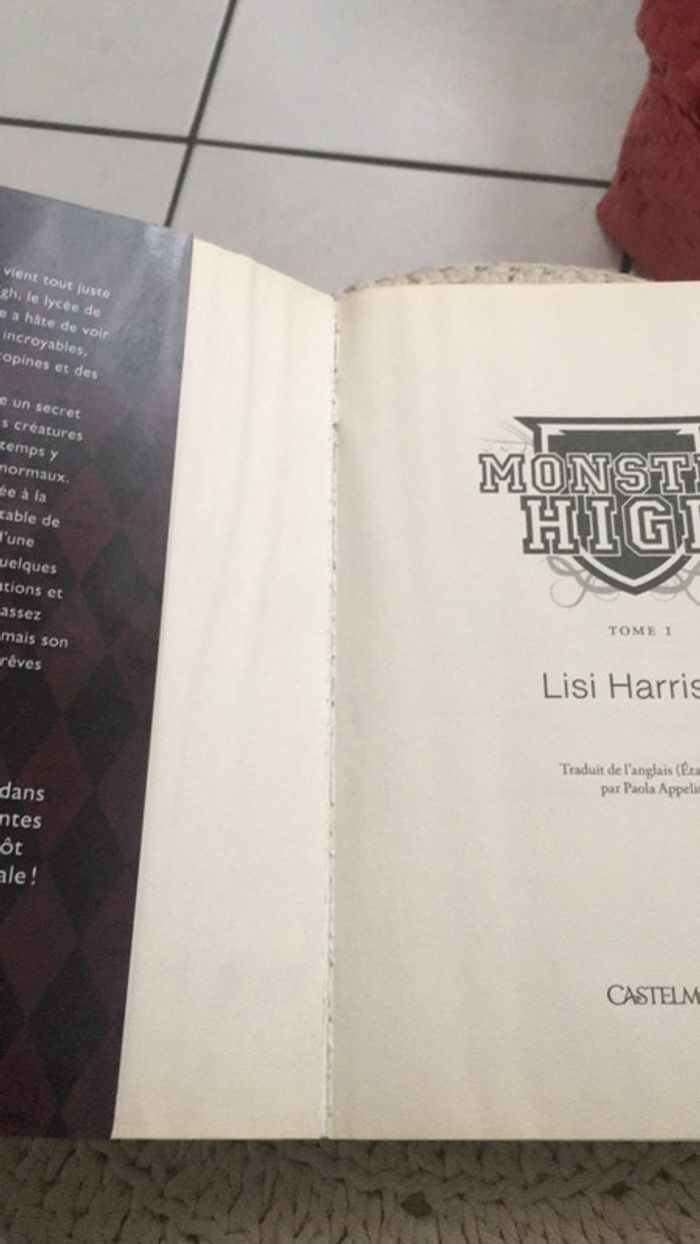 vient tout juste
gh, le lycée de
e a hâte de voir
incroyables,
copines et des
e un secret
s créatures
temps y
normaux.
ée à la
table de
d'une
uelques
ations et
assez
mais son
rêves
dans
ntes
ôt
ale !
MONST
HIG
TOME 1
Lisi Harris
Traduit de l'anglais (Éta
par Paola Appeli
CASTELM